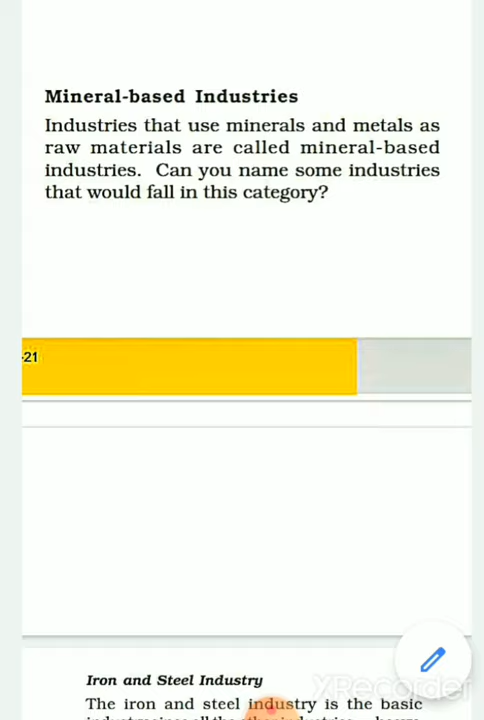 Mineral-based Industries
Industries that use minerals and metals as
raw materials are called mineral-based
industries. Can you name some industries
that would fall in this category?
-21
Iron and Steel Industry
The iron and steel industry is the basic
XRecorder